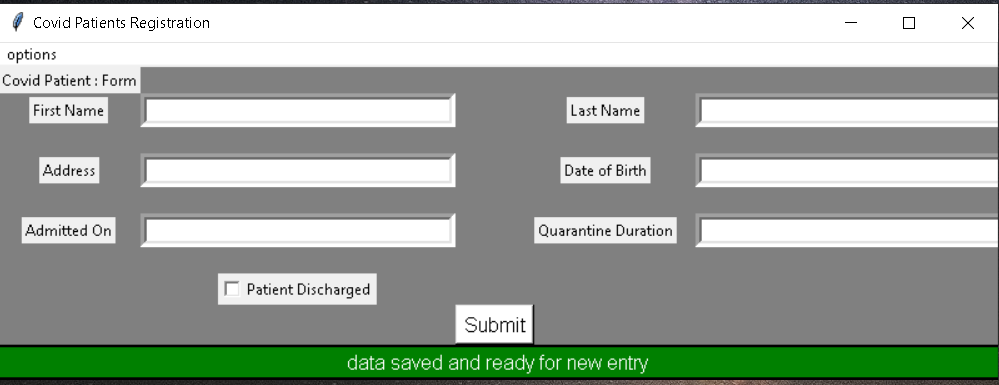 Covid Patients Registration
options
Covid Patient : Form
First Name
Last Name
Address
Date of Birth
Admitted On
Quarantine Duration
Patient Discharged
Submit
data saved and ready for new entry